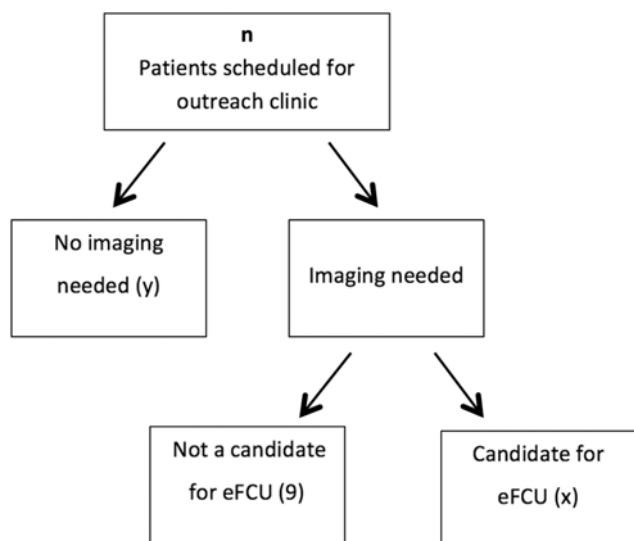 n
Patients scheduled for
outreach clinic
No imaging
needed (y)
Imaging needed
Not a candidate
for eFCU (9)
Candidate for
eFCU (x)